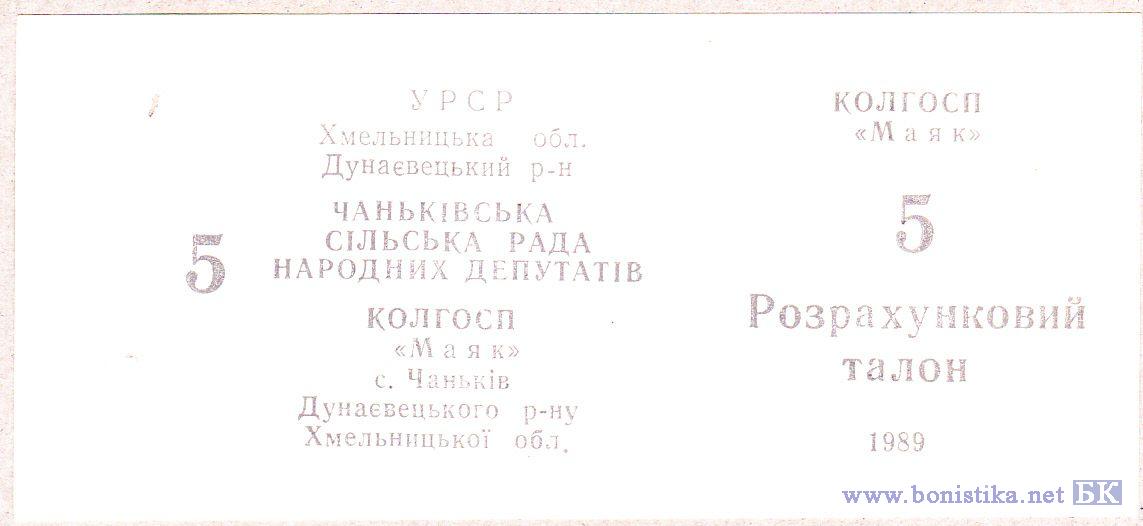 УРСР
Хмельницька обл.
Дунаєвецький р-н
ЧАНЬКІВСЬКА
СІЛЬСЬКА РАДА
НАРОДНИХ ДЕПУТАТІВ
5
КОЛГОСП
«Маяк»
с. Чаньків
Дунаєвецького р-ну
Хмельницької обл.
КОЛГОСП
«Маяк»
5
Розрахунковий
талон
1989
www.bonistika.net БК